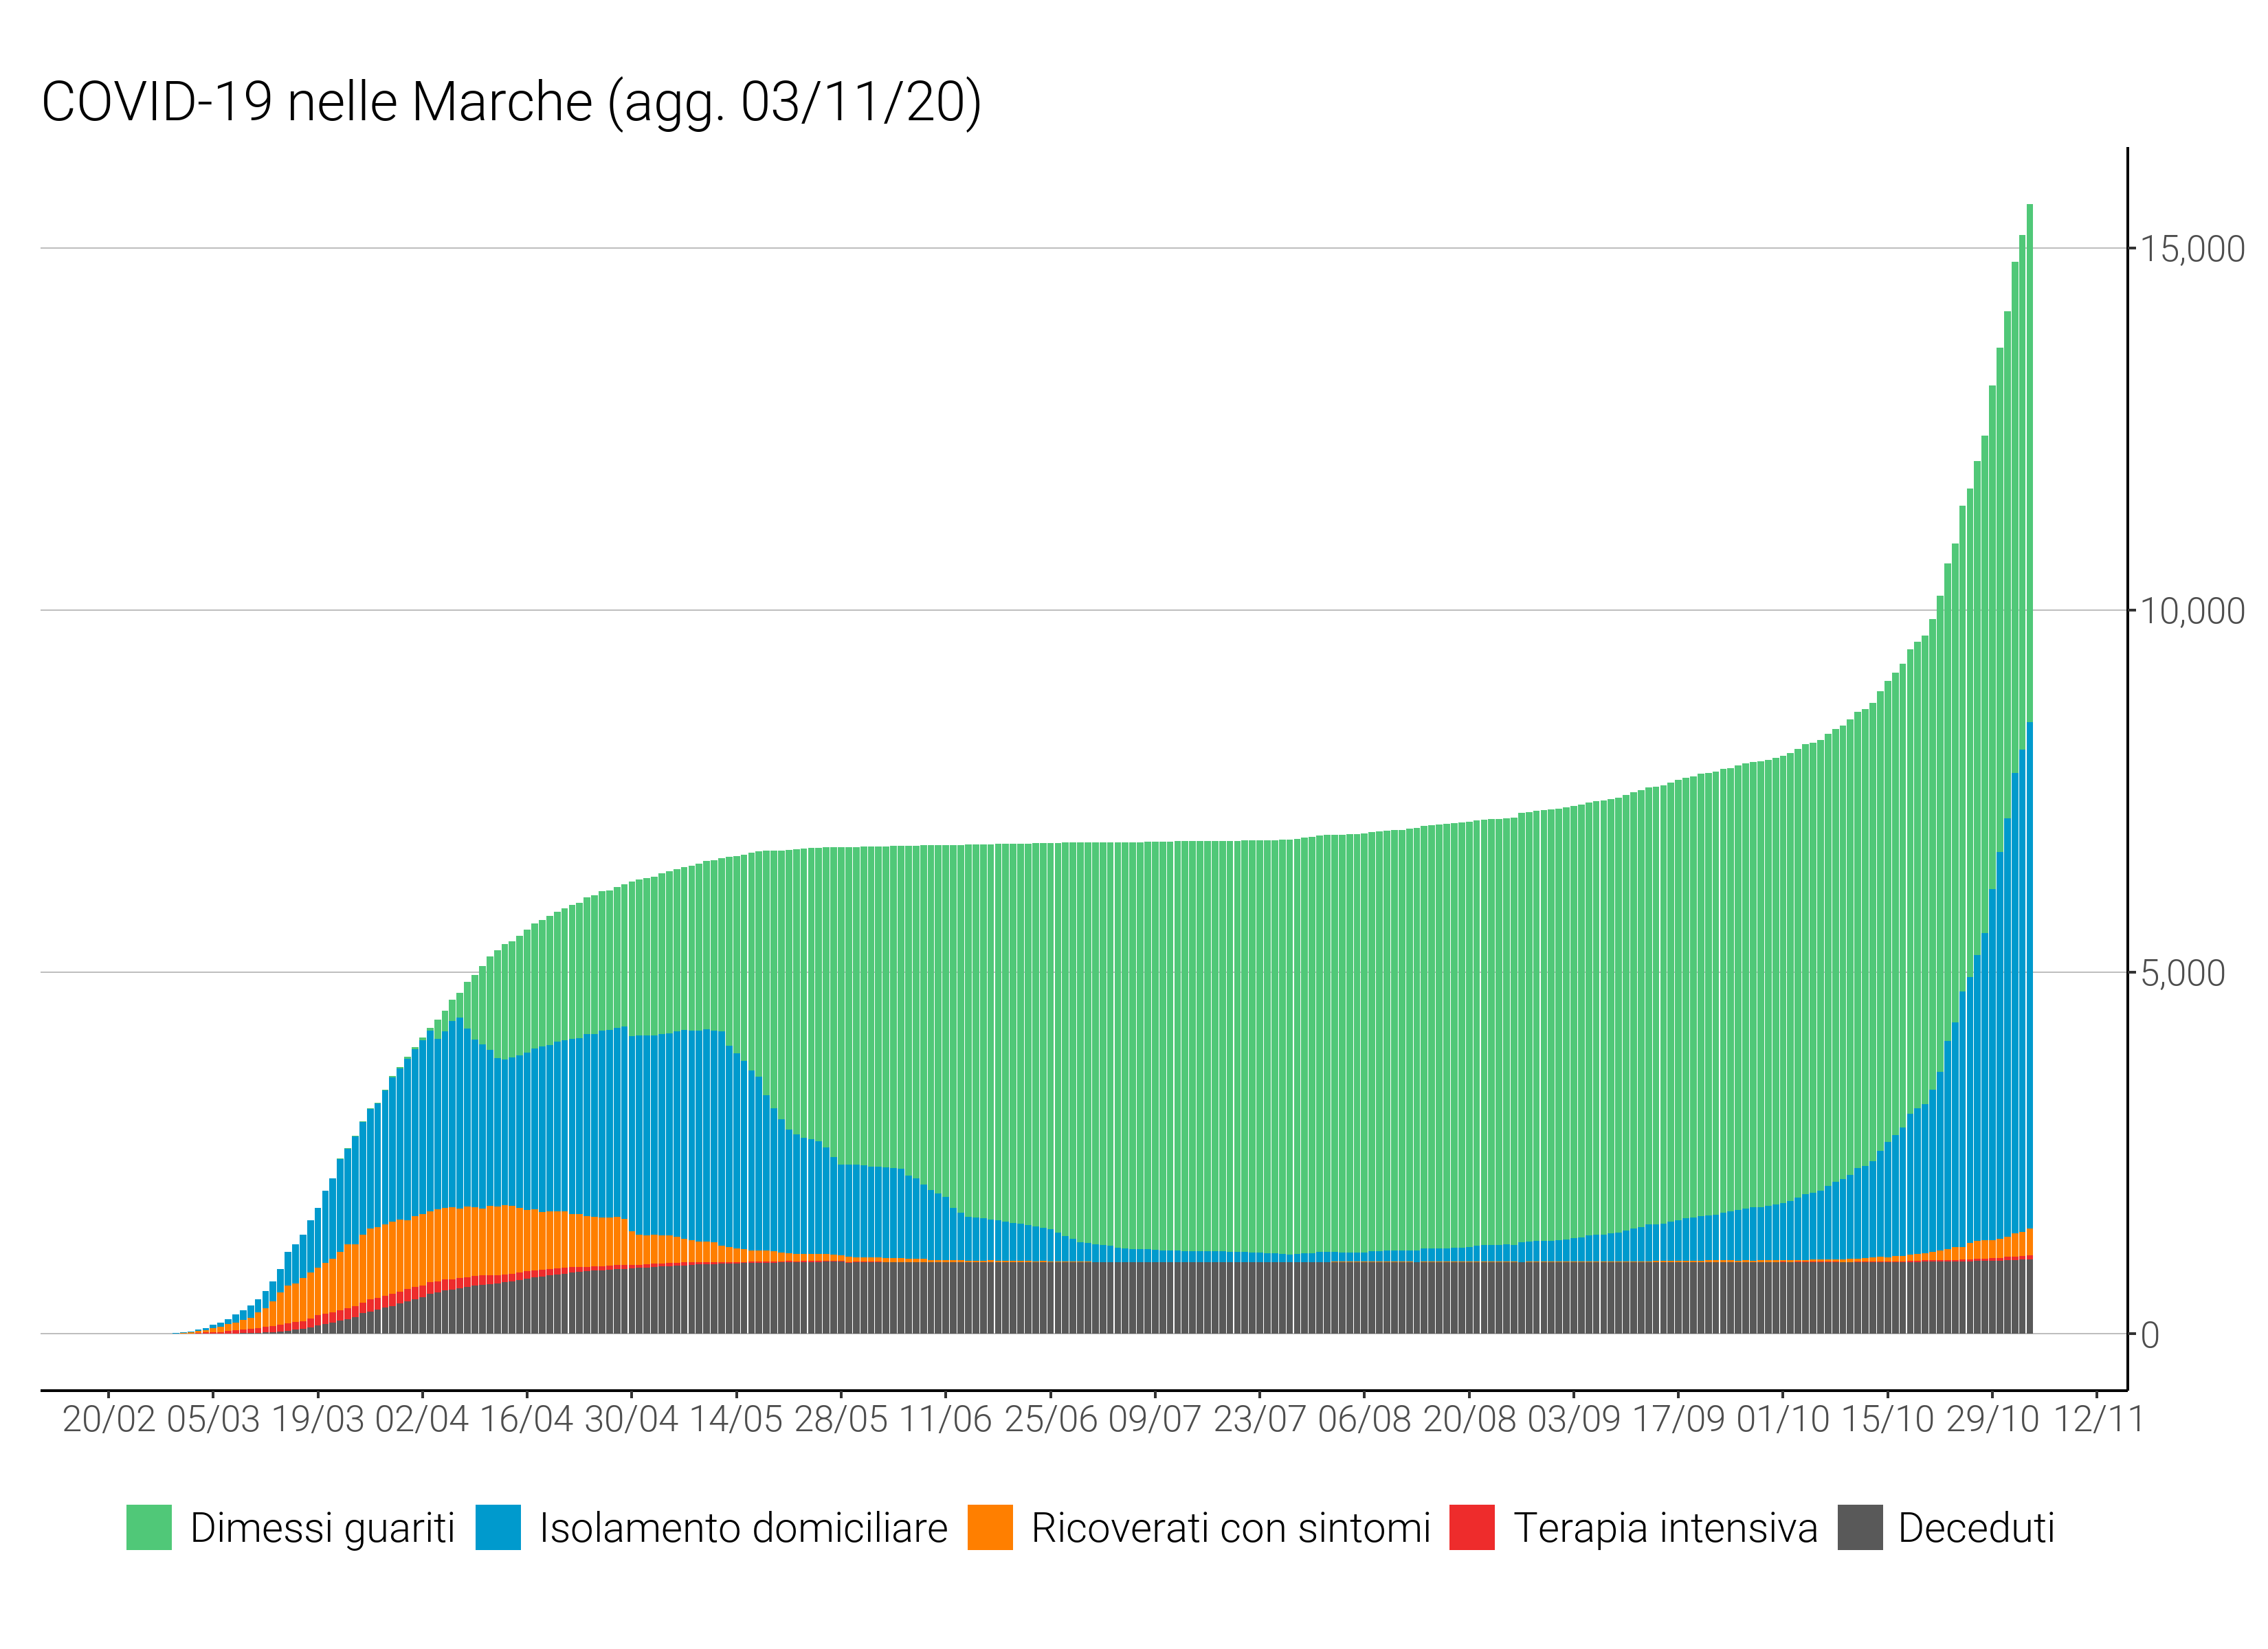 COVID-19 nelle Marche (agg. 03/11/20)
15,000
10,000
5,000
0
20/02 05/03 19/03 02/04 16/04 30/04 14/05 28/05 11/06 25/06 09/07 23/07 06/08 20/08 03/09 17/09 01/10 15/10 29/10 12/11
Dimessi guariti Isolamento domiciliare Ricoverati con sintomi Terapia intensiva Deceduti